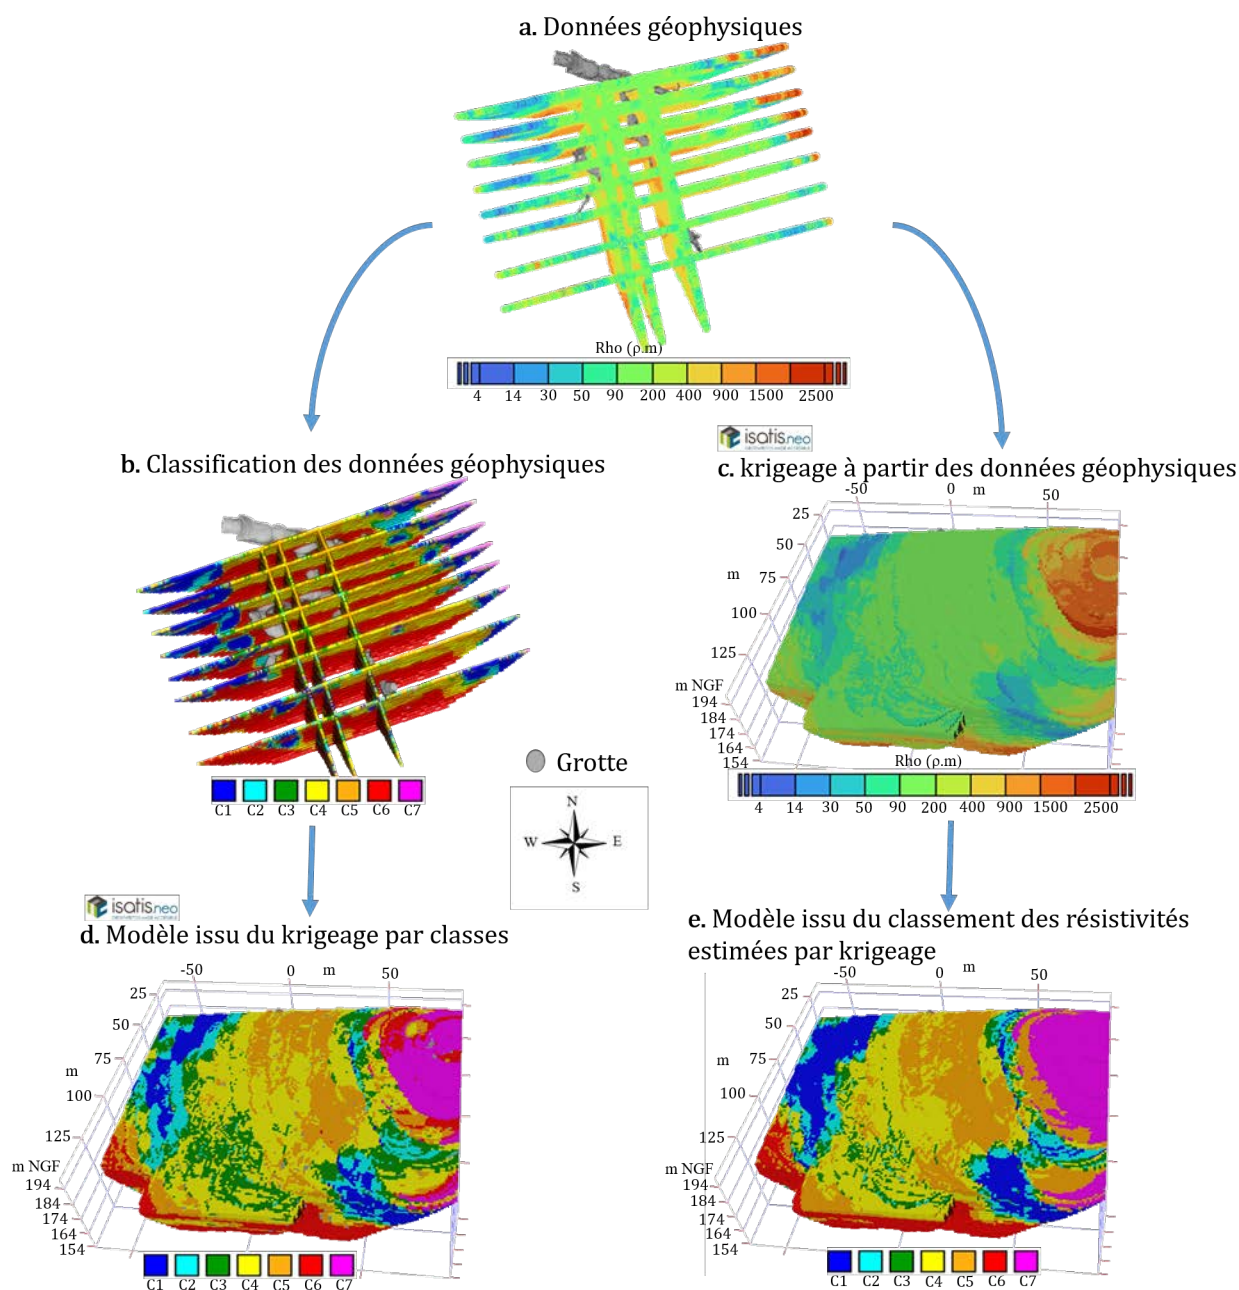 a. Données géophysiques
Rho (ρ.m)
4 14 30 50 90 200 400 900 1500 2500
isatis.neo
b. Classification des données géophysiques
c. krigeage à partir des données géophysiques
-50 0 m 50
25
50
m
75
100
125
m NGF
194
184
174
164
154
Rho (ρ.m)
4 14 30 50 90 200 400 900 1500 2500
C1 C2 C3 C4 C5 C6 C7
Grotte
N
W E
S
isatis.neo
d. Modèle issu du krigeage par classes
-50 0 m 50
25
50
75
m
100
125
m NGF
194
184
174
164
154
C1 C2 C3 C4 C5 C6 C7
e. Modèle issu du classement des résistivités
estimées par krigeage
-50 0 m 50
25
50
m 75
100
125
m NGF
194
184
174
164
154
C1 C2 C3 C4 C5 C6 C7